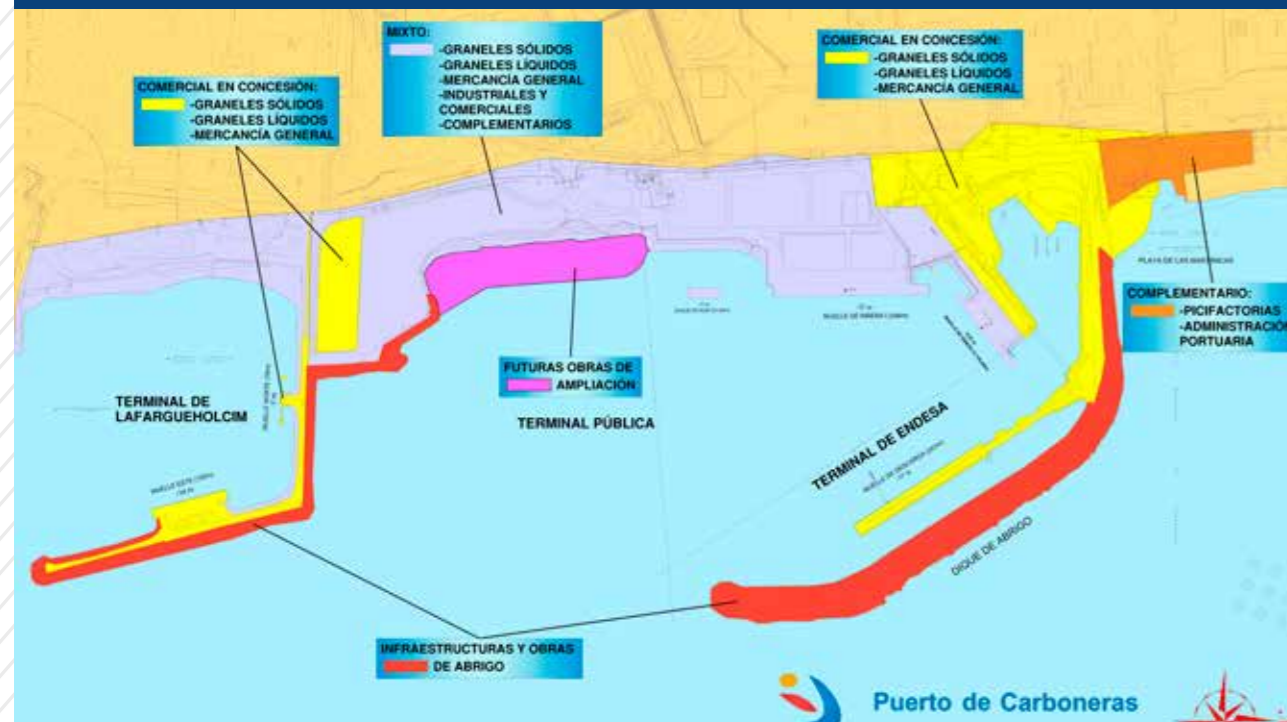 MIXTO:
-GRANELES SÓLIDOS
-GRANELES LÍQUIDOS
-MERCANCÍA GENERAL
-INDUSTRIALES Y
COMERCIALES
-COMPLEMENTARIOS
COMERCIAL EN CONCESIÓN:
-GRANELES SÓLIDOS
-GRANELES LÍQUIDOS
-MERCANCÍA GENERAL
COMERCIAL EN CONCESIÓN:
-GRANELES SÓLIDOS
-GRANELES LÍQUIDOS
-MERCANCÍA GENERAL
COMPLEMENTARIO:
-PICIFACTORIAS
-ADMINISTRACIÓN
PORTUARIA
FUTURAS OBRAS DE
AMPLIACIÓN
TERMINAL DE
LAFARGUEHOLCIM
TERMINAL PÚBLICA
TERMINAL DE ENDESA
DIQUE DE ABRIGO
INFRAESTRUCTURAS Y OBRAS
DE ABRIGO
Puerto de Carboneras